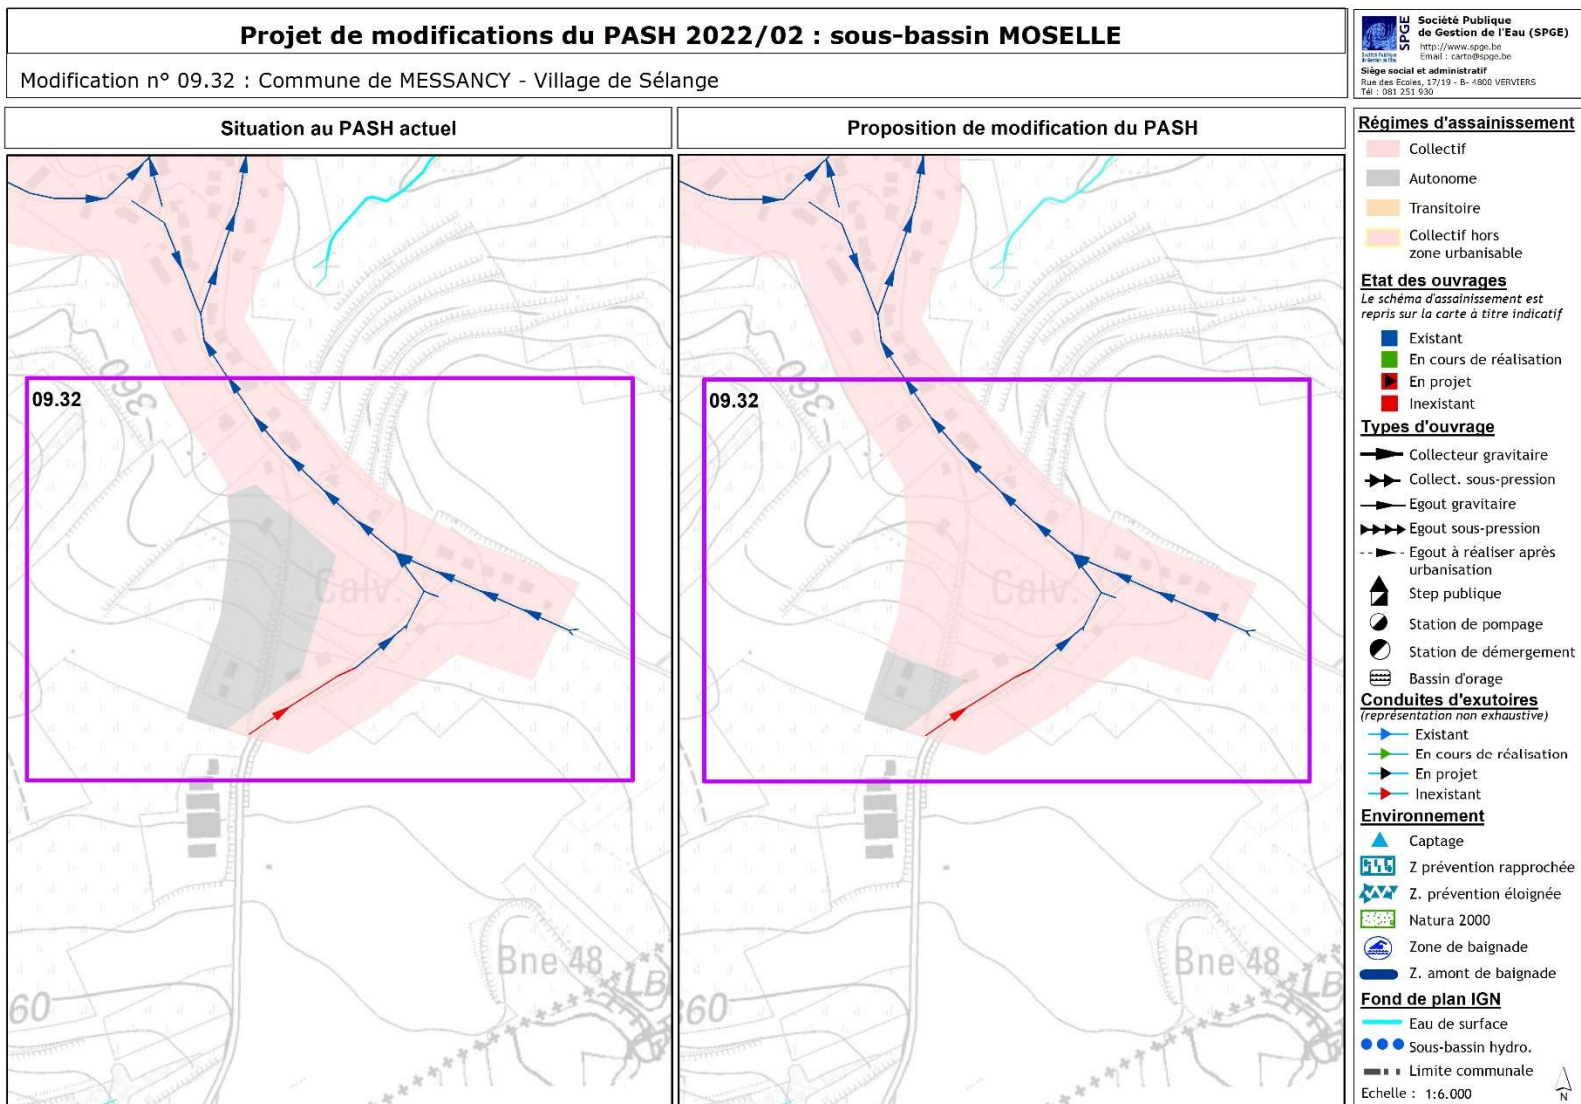 Projet de modifications du PASH 2022/02 : sous-bassin MOSELLE
Modification n° 09.32 : Commune de MESSANCY - Village de Sélange
SPGE
Société Publique
de Gestion de l'Eau (SPGE)
http://www.spge.be
Email : carto@spge.be
Siège social et administratif
Rue des Ecoles, 17/19 - B- 4800 VERVIERS
Tél : 081 251 930
Situation au PASH actuel
360
09.32
Calv.
Bne 48
LB
60
Proposition de modification du PASH
360
09.32
Calv.
Bne 48
LB
360
Régimes d'assainissement
Collectif
Autonome
Transitoire
Collectif hors
zone urbanisable
Etat des ouvrages
Le schéma d'assainissement est
repris sur la carte à titre indicatif
Existant
En cours de réalisation
En projet
Inexistant
Types d'ouvrage
Collecteur gravitaire
Collect. sous-pression
Egout gravitaire
Egout sous-pression
Egout à réaliser après
urbanisation
Step publique
Station de pompage
Station de démergement
Bassin d'orage
Conduites d'exutoires
(représentation non exhaustive)
Existant
En cours de réalisation
En projet
Inexistant
Environnement
Captage
Z prévention rapprochée
Z. prévention éloignée
Natura 2000
Zone de baignade
Z. amont de baignade
Fond de plan IGN
Eau de surface
Sous-bassin hydro.
Limite communale
Echelle : 1:6.000
N